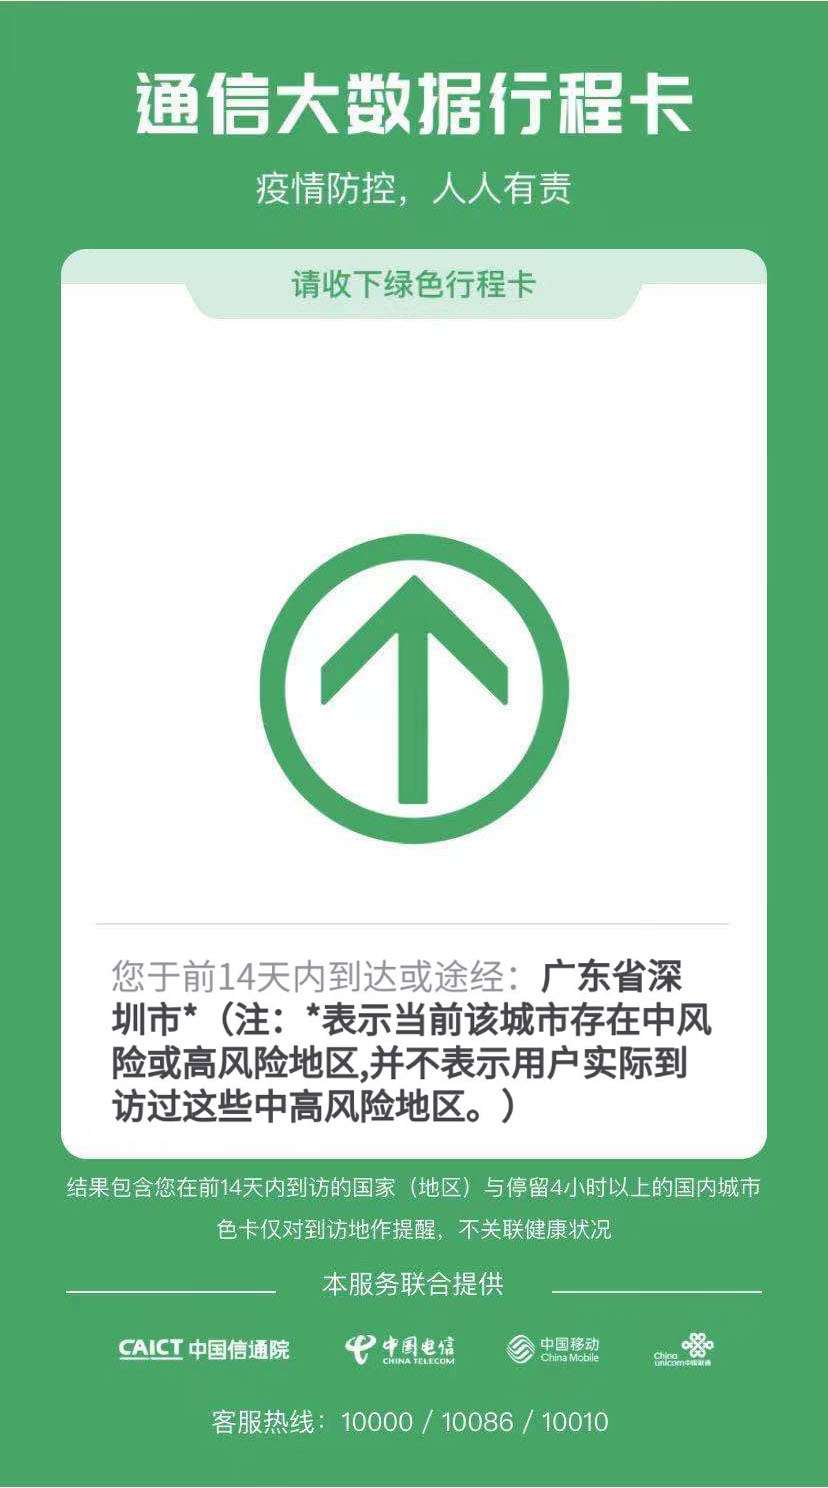 通信大数据行程卡
疫情防控，人人有责
请收下绿色行程卡
您于前14天内到达或途经：广东省深
圳市*（注：*表示当前该城市存在中风
险或高风险地区,并不表示用户实际到
访过这些中高风险地区。）
结果包含您在前14天内到访的国家（地区）与停留4小时以上的国内城市
色卡仅对到访地作提醒，不关联健康状况
本服务联合提供
CAICT 中国信通院
中国电信
CHINA TELECOM
中国移动
China Mobile
China
unicom中国联通
客服热线：10000 / 10086 / 10010